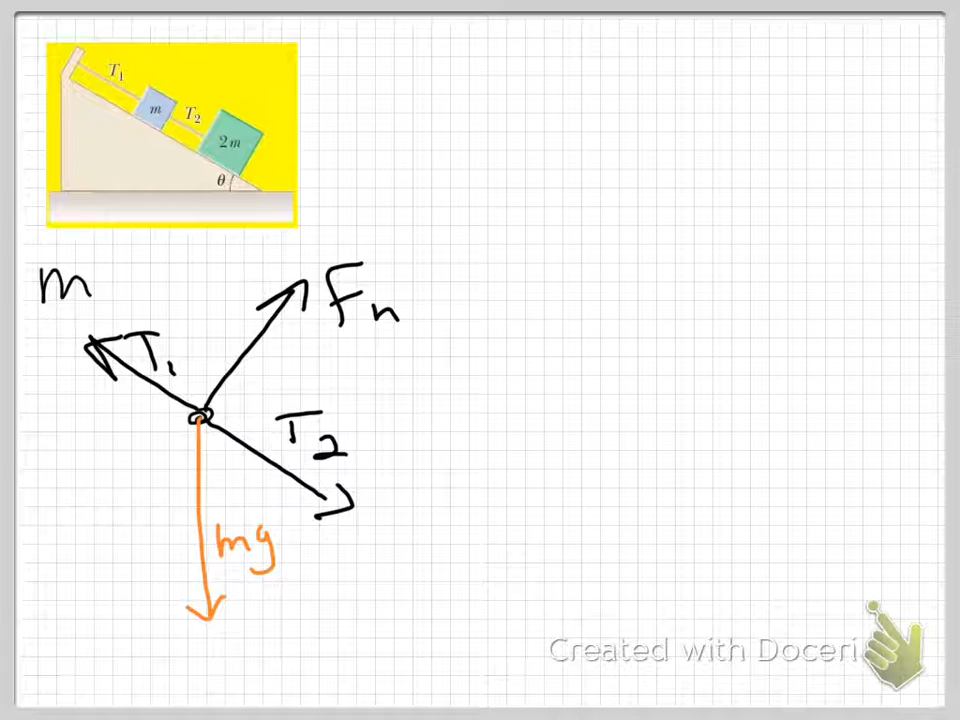 T₁
m
T₂
2m
θ
m
Fₙ
T₁
T₂
mg
Created with Doceri